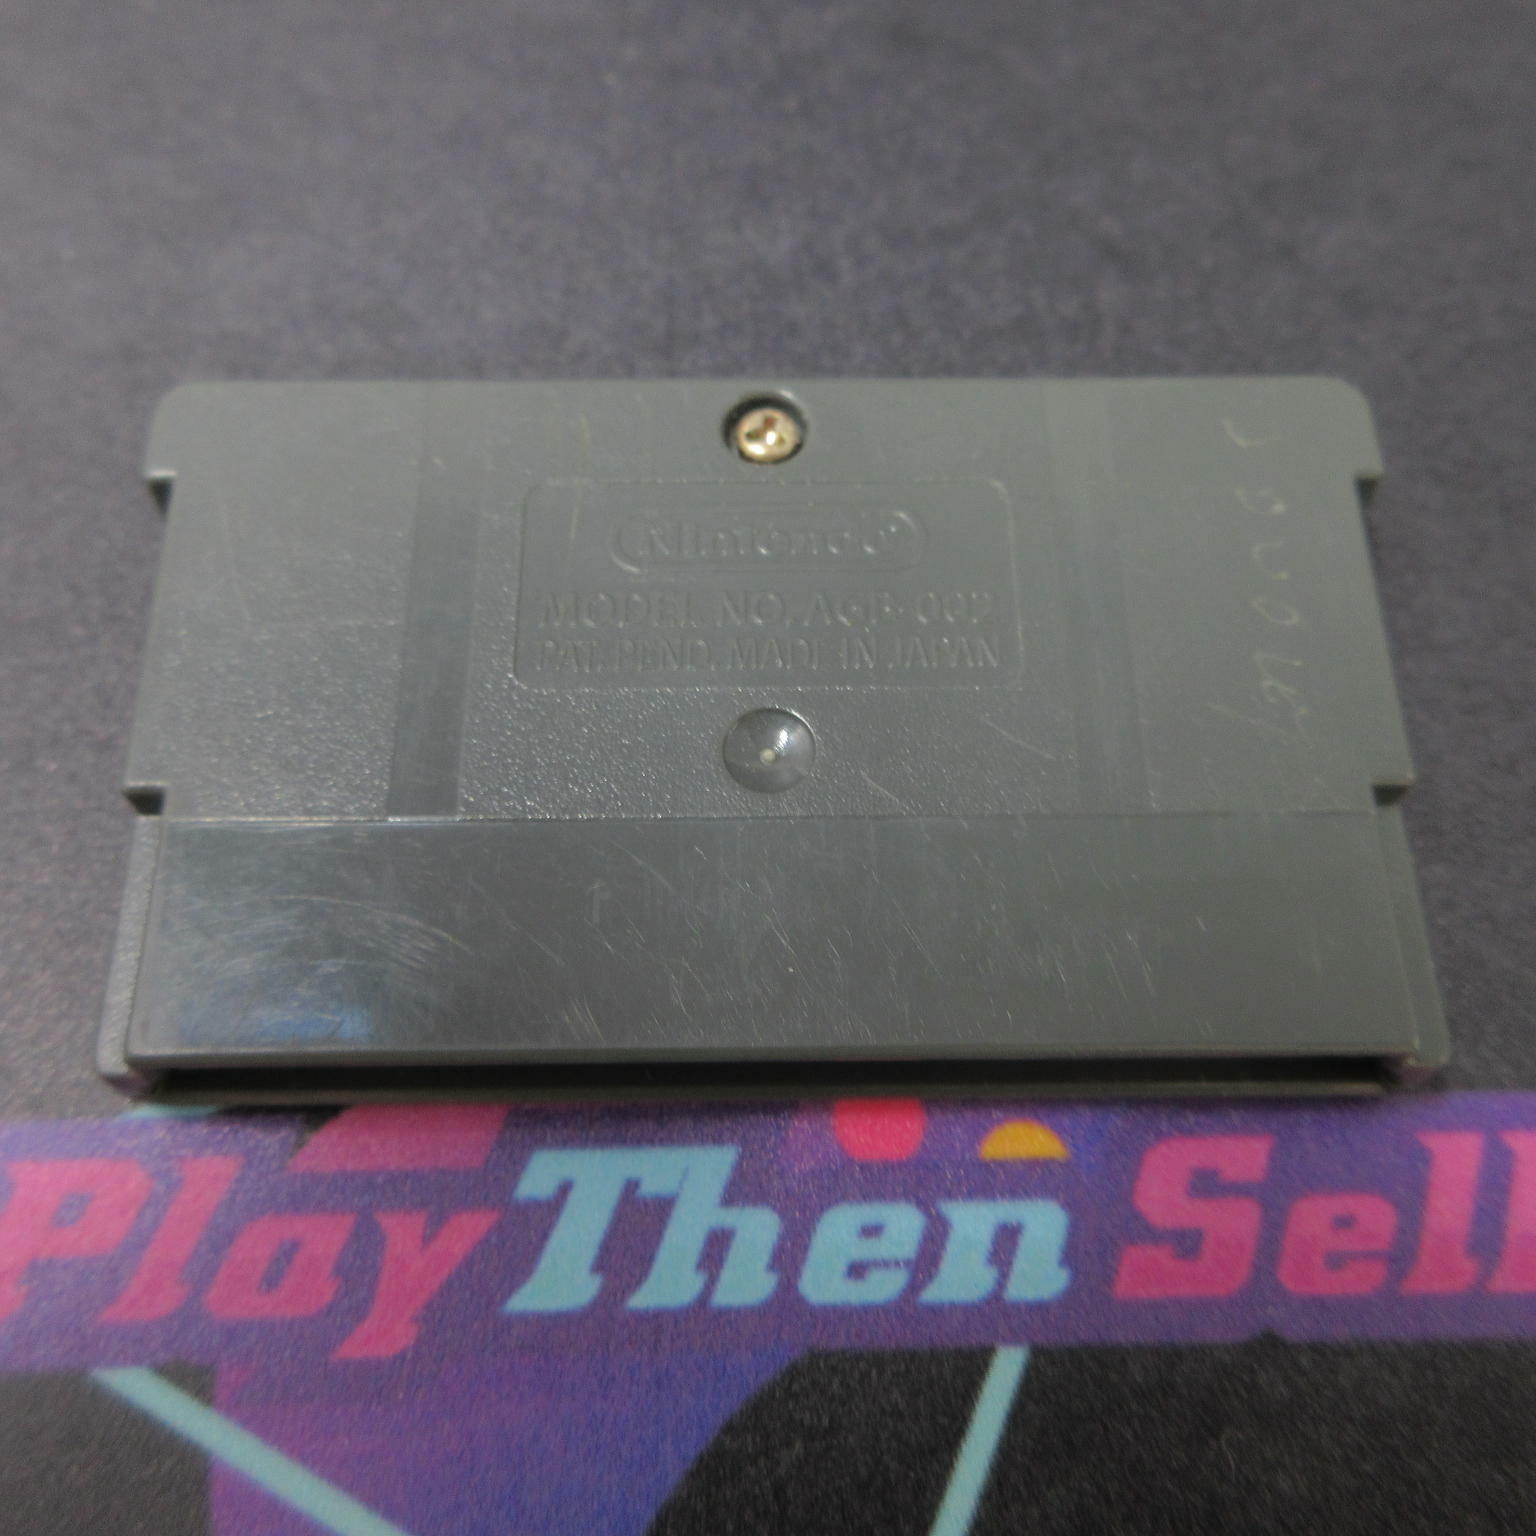 Nintendo
MODEL NO. AGB-002
PAT. PEND. MADE IN JAPAN
PlayThenSell